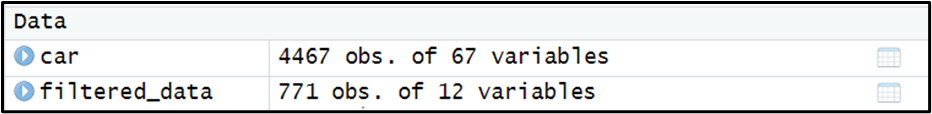 Data
car 4467 obs. of 67 variables
filtered_data 771 obs. of 12 variables